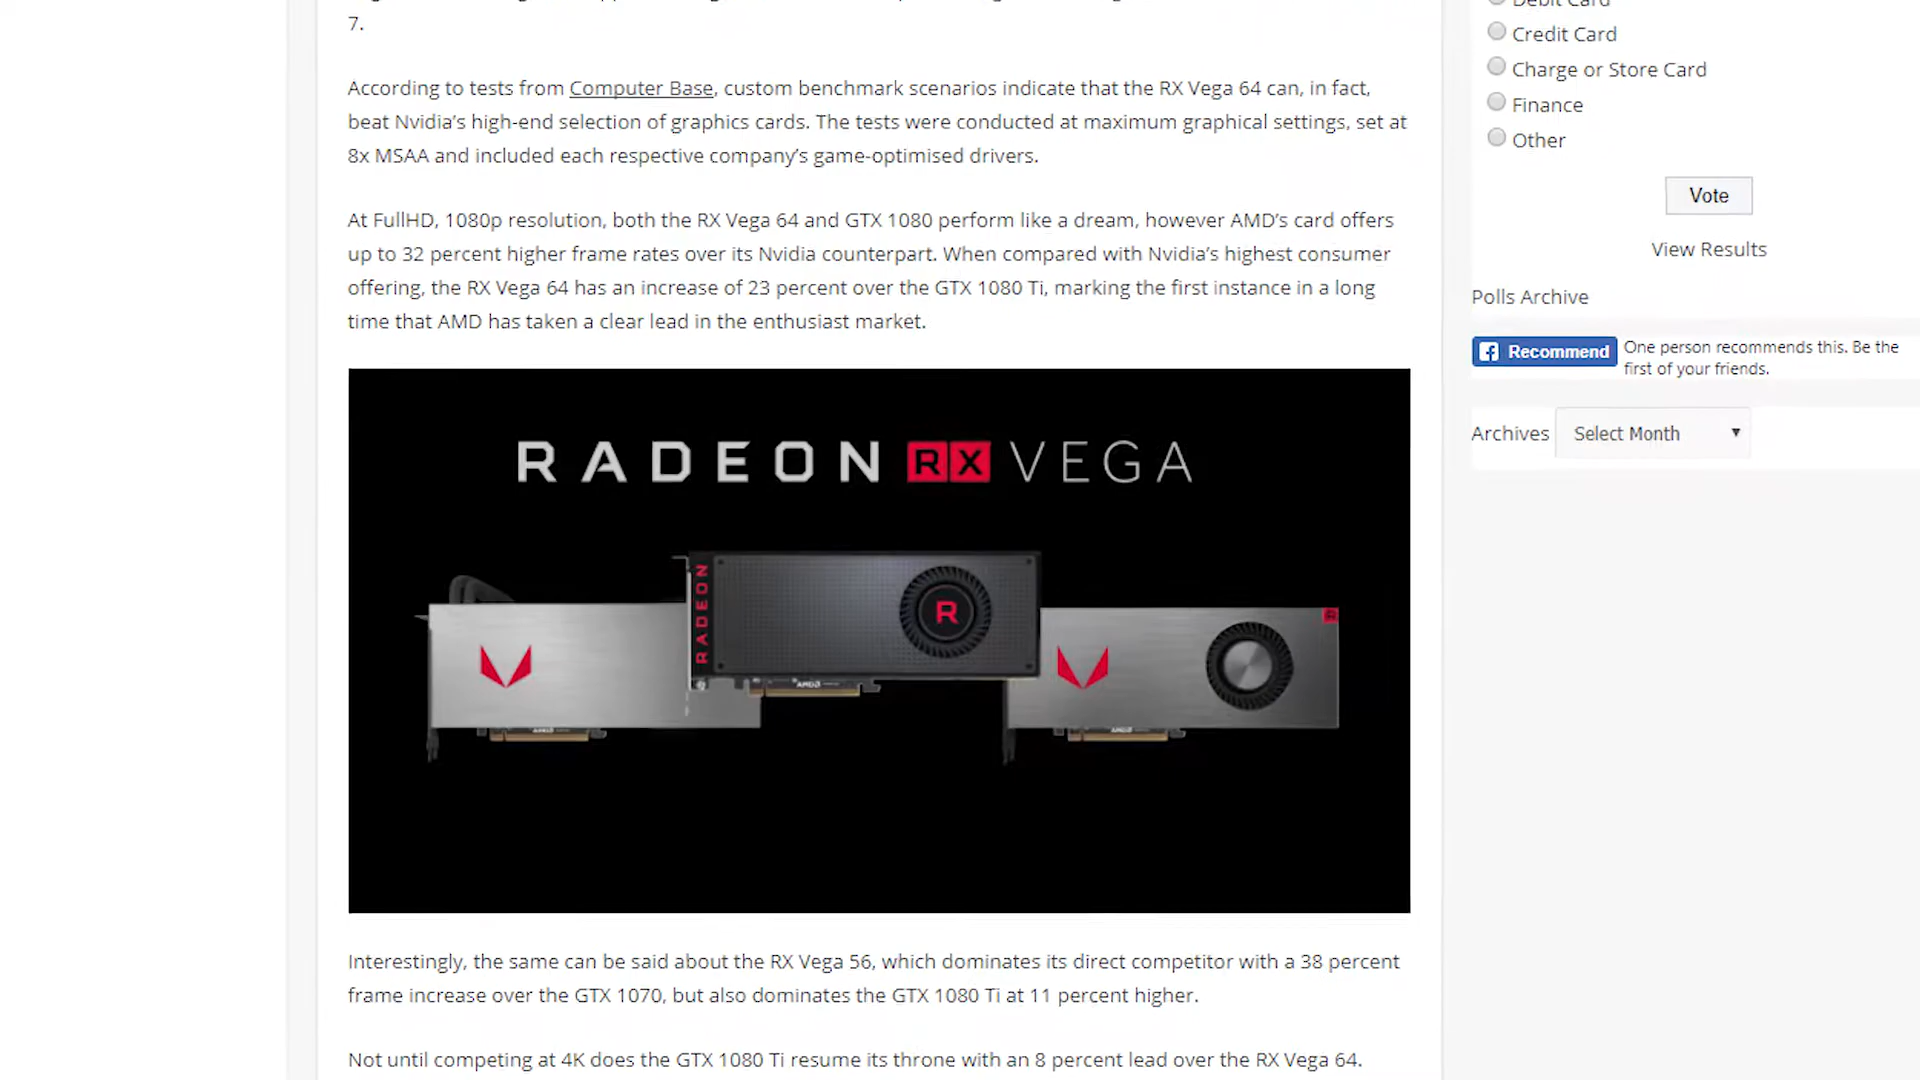 7.
According to tests from Computer Base, custom benchmark scenarios indicate that the RX Vega 64 can, in fact,
beat Nvidia’s high-end selection of graphics cards. The tests were conducted at maximum graphical settings, set at
8x MSAA and included each respective company’s game-optimised drivers.
At FullHD, 1080p resolution, both the RX Vega 64 and GTX 1080 perform like a dream, however AMD’s card offers
up to 32 percent higher frame rates over its Nvidia counterpart. When compared with Nvidia’s highest consumer
offering, the RX Vega 64 has an increase of 23 percent over the GTX 1080 Ti, marking the first instance in a long
time that AMD has taken a clear lead in the enthusiast market.
RADEON RX VEGA
RADEON
R
AMD
AMD
AMD
Interestingly, the same can be said about the RX Vega 56, which dominates its direct competitor with a 38 percent
frame increase over the GTX 1070, but also dominates the GTX 1080 Ti at 11 percent higher.
Not until competing at 4K does the GTX 1080 Ti resume its throne with an 8 percent lead over the RX Vega 64.
Debit Card
Credit Card
Charge or Store Card
Finance
Other
Vote
View Results
Polls Archive
Recommend
One person recommends this. Be the
first of your friends.
Archives
Select Month